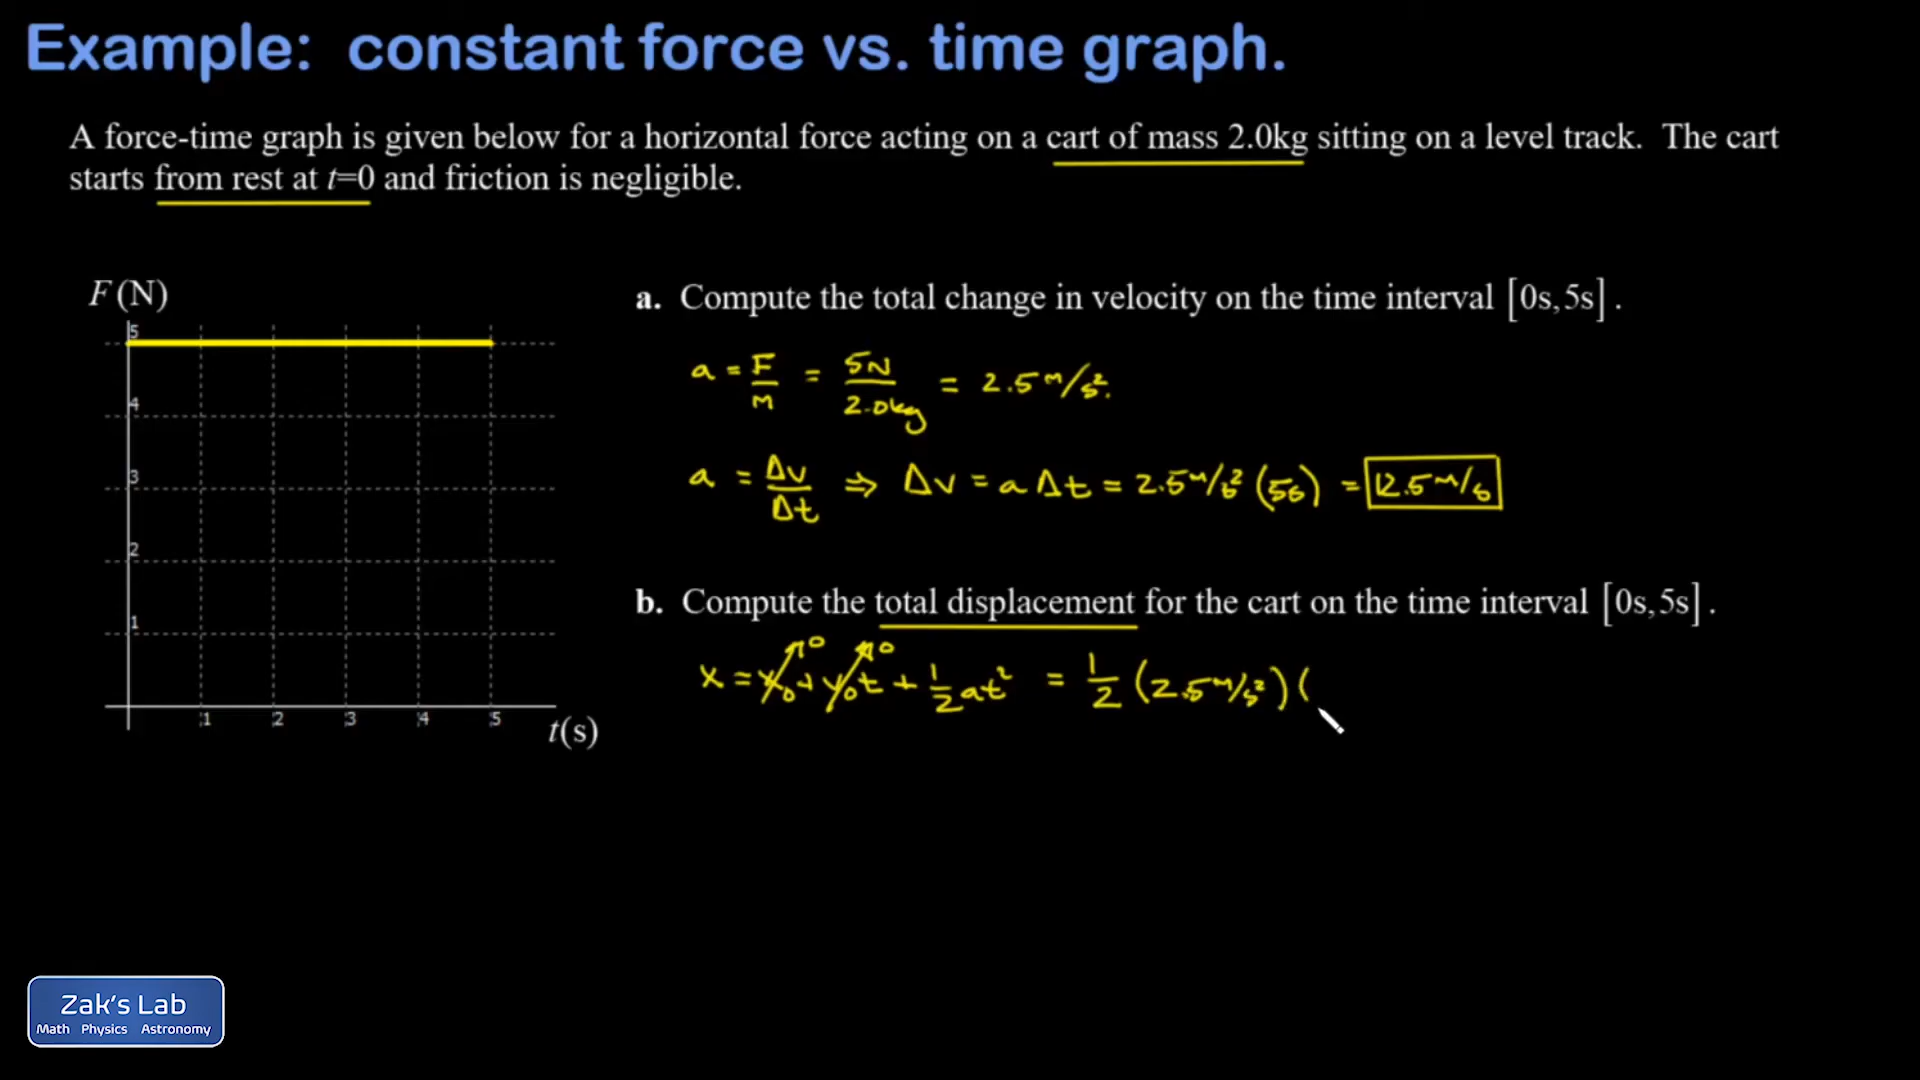 Example: constant force vs. time graph.
A force-time graph is given below for a horizontal force acting on a cart of mass 2.0kg sitting on a level track. The cart
starts from rest at t=0 and friction is negligible.
F (N)
5
4
3
2
1
1 2 3 4 5
t(s)
a. Compute the total change in velocity on the time interval [0s, 5s].
a = F/M = 5N/2.0kg = 2.5 m/s².
a = Δv/Δt ⇒ Δv = a Δt = 2.5 m/s² (5s) = 12.5 m/s
b. Compute the total displacement for the cart on the time interval [0s, 5s].
x = x₀ + v₀t + 1/2 at² = 1/2 (2.5 m/s²) (
0 0
Zak's Lab
Math Physics Astronomy